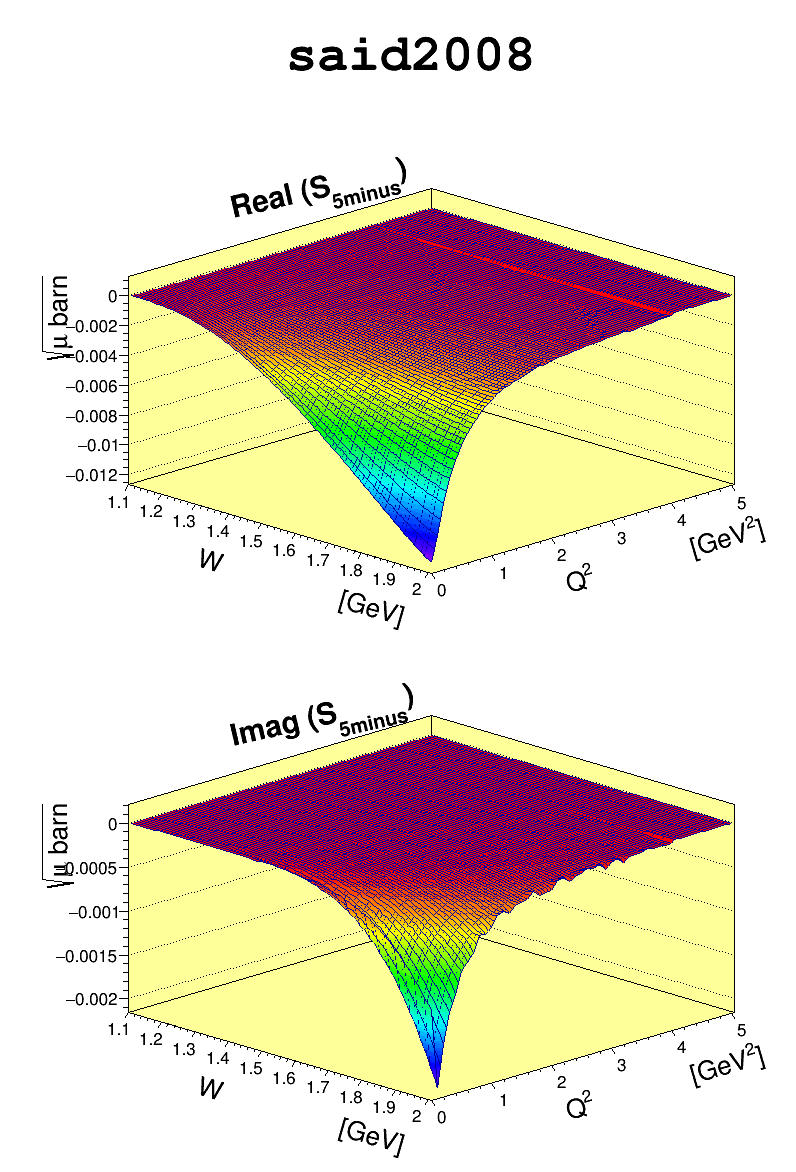 said2008
Real (S5minus)
√μ barn
0
−0.002
−0.004
−0.006
−0.008
−0.01
−0.012
1.1 1.2 1.3 1.4 1.5 1.6 1.7 1.8 1.9 2
W [GeV]
0 1 2 3 4 5
Q² [GeV²]
Imag (S5minus)
√μ barn
0
0.0005
−0.001
−0.0015
−0.002
1.1 1.2 1.3 1.4 1.5 1.6 1.7 1.8 1.9 2
W [GeV]
0 1 2 3 4 5
Q² [GeV²]